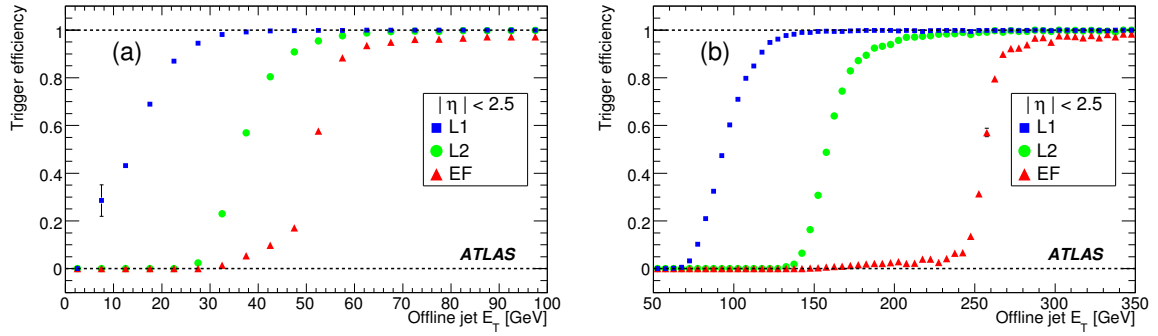 Trigger efficiency
1
0.8
0.6
0.4
0.2
0
(a)
| η | < 2.5
L1
L2
EF
ATLAS
0 10 20 30 40 50 60 70 80 90 100
Offline jet E_T [GeV]
Trigger efficiency
1
0.8
0.6
0.4
0.2
0
(b)
| η | < 2.5
L1
L2
EF
ATLAS
50 100 150 200 250 300 350
Offline jet E_T [GeV]